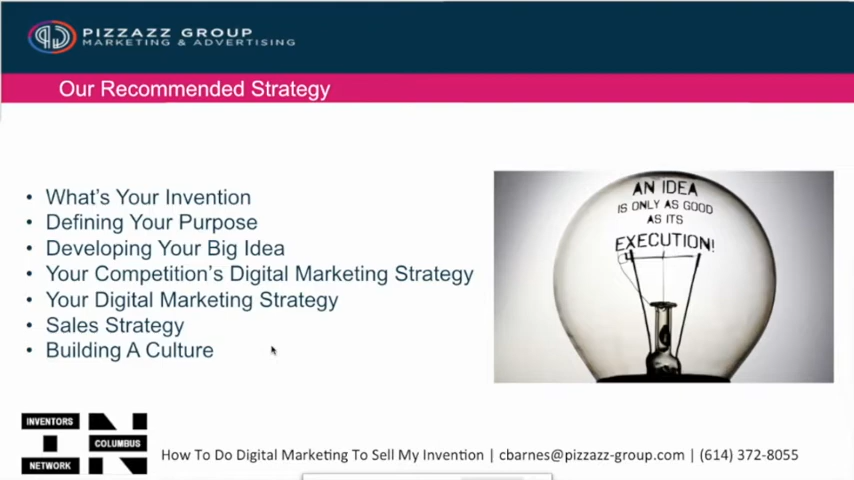 PIZZAZZ GROUP
MARKETING & ADVERTISING
Our Recommended Strategy
• What's Your Invention
• Defining Your Purpose
• Developing Your Big Idea
• Your Competition's Digital Marketing Strategy
• Your Digital Marketing Strategy
• Sales Strategy
• Building A Culture
AN IDEA
IS ONLY AS GOOD
AS ITS
EXECUTION!
INVENTORS
COLUMBUS
NETWORK
How To Do Digital Marketing To Sell My Invention | cbarnes@pizzazz-group.com | (614) 372-8055